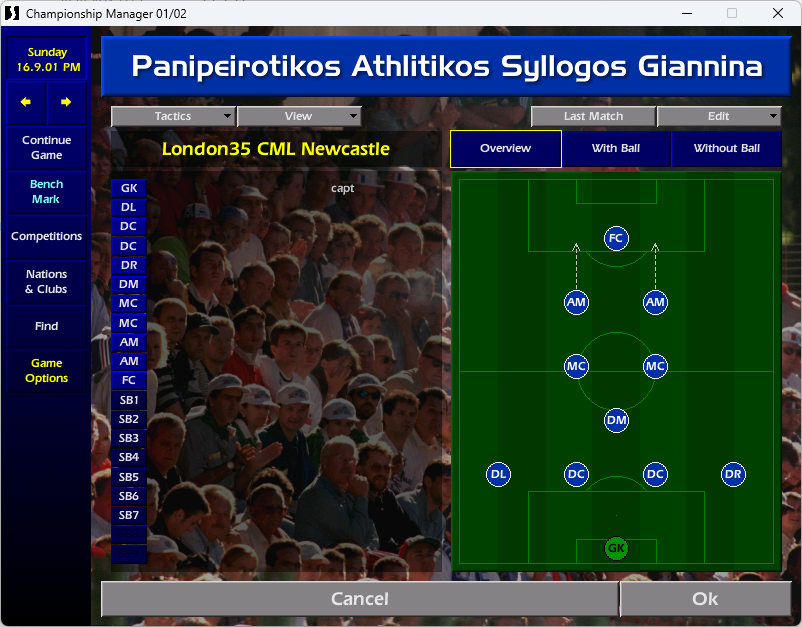 Championship Manager 01/02
Sunday
16.9.01 PM
Panipeirotikos Athlitikos Syllogos Giannina
Continue
Game
Bench
Mark
Competitions
Nations
& Clubs
Find
Game
Options
Tactics
View
Last Match
Edit
London35 CML Newcastle
Overview
With Ball
Without Ball
GK capt
DL
DC
DC
DR
DM
MC
MC
AM
AM
FC
SB1
SB2
SB3
SB4
SB5
SB6
SB7
FC
AM AM
MC MC
DM
DL DC DC DR
GK
Cancel
Ok